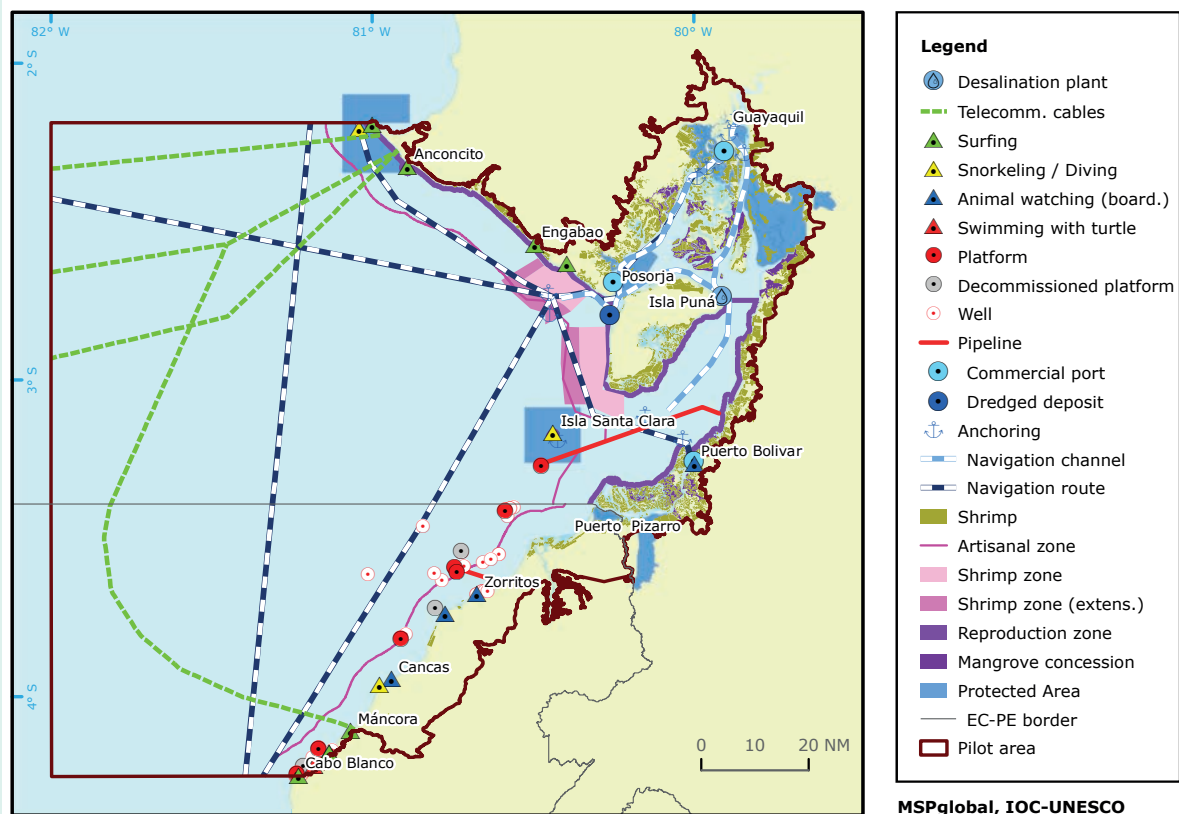 82° W
81° W
80° W
2° S
3° S
4° S
Guayaquil
Anconcito
Engabao
Posorja
Isla Puná
Isla Santa Clara
Puerto Bolivar
Puerto Pizarro
Zorritos
Cancas
Máncora
Cabo Blanco
0 10 20 NM
Legend
Desalination plant
Telecomm. cables
Surfing
Snorkeling / Diving
Animal watching (board.)
Swimming with turtle
Platform
Decommissioned platform
Well
Pipeline
Commercial port
Dredged deposit
Anchoring
Navigation channel
Navigation route
Shrimp
Artisanal zone
Shrimp zone
Shrimp zone (extens.)
Reproduction zone
Mangrove concession
Protected Area
EC-PE border
Pilot area
MSPglobal, IOC-UNESCO